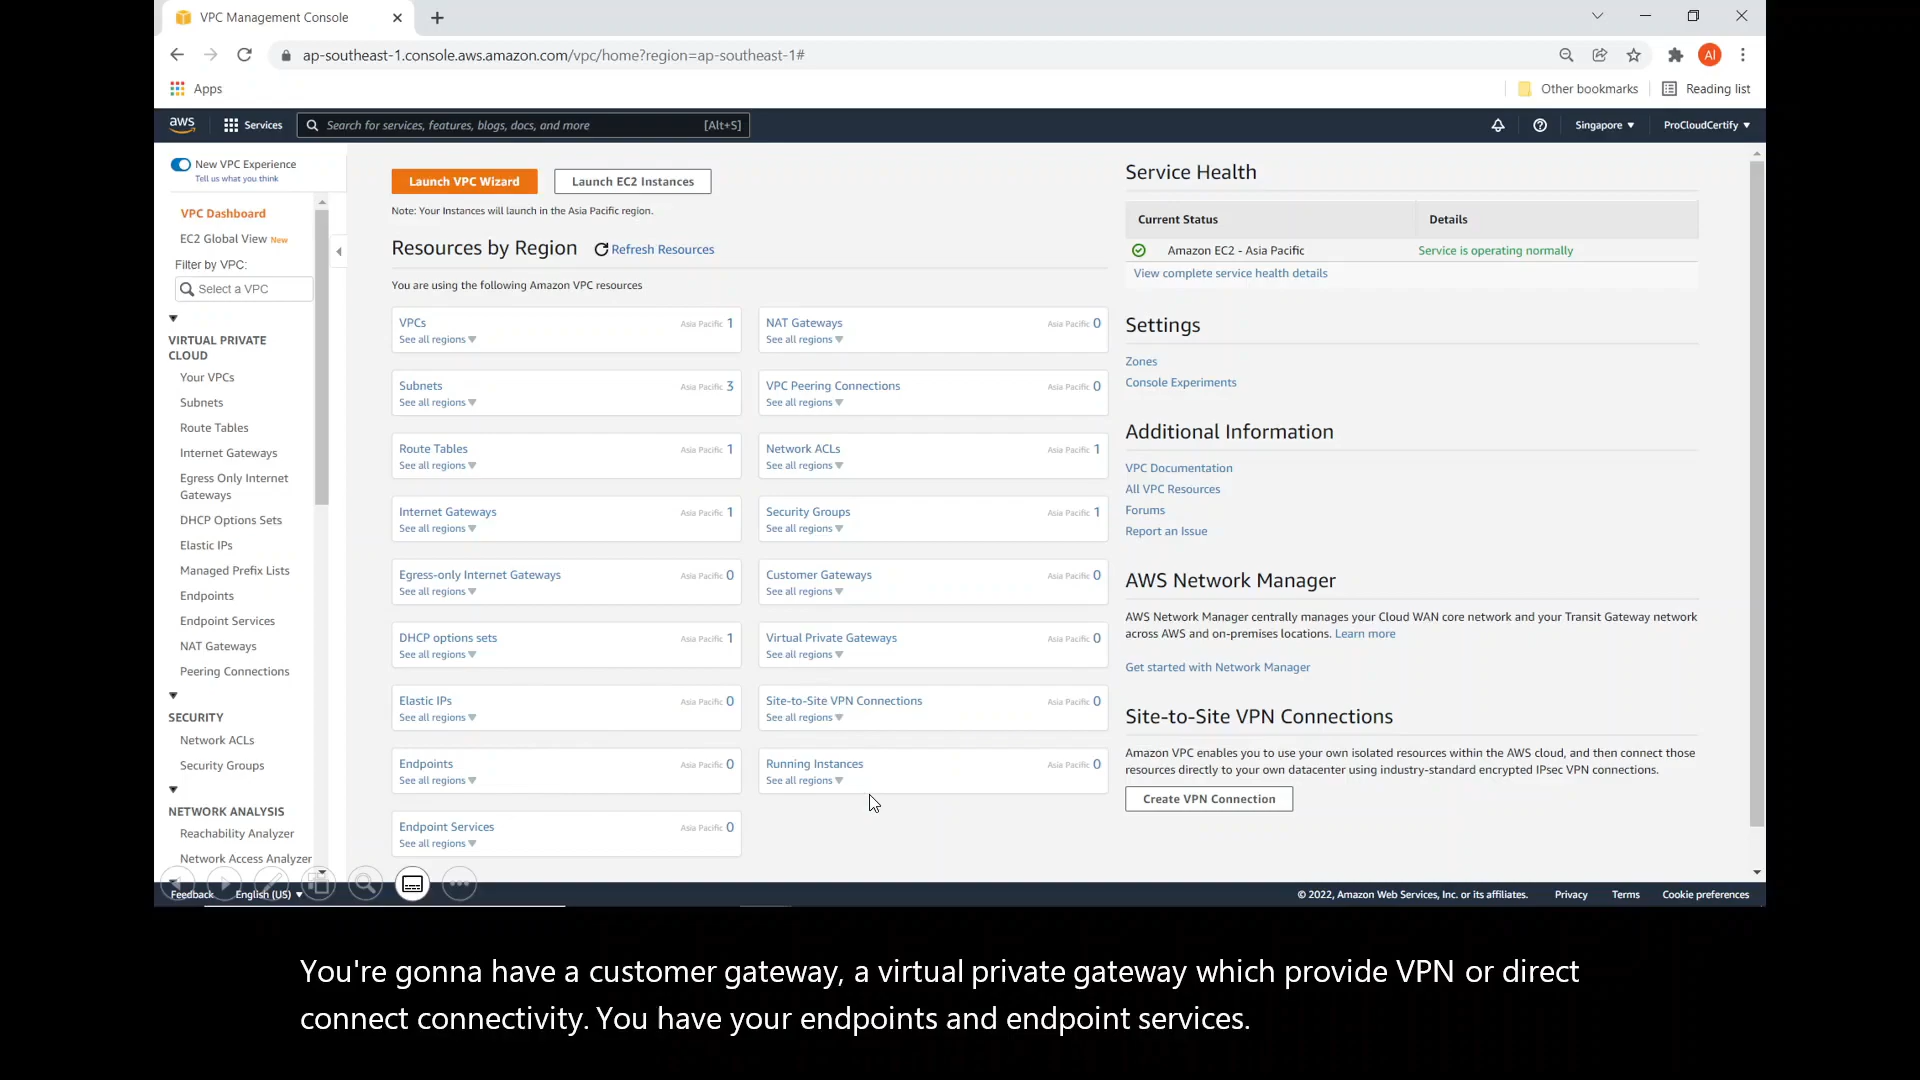 VPC Management Console
ap-southeast-1.console.aws.amazon.com/vpc/home?region=ap-southeast-1#
AI
Apps
Other bookmarks
Reading list
aws
Services
Search for services, features, blogs, docs, and more
[Alt+S]
Singapore
ProCloudCertify
New VPC Experience
Tell us what you think
VPC Dashboard
EC2 Global View New
Filter by VPC:
Select a VPC
VIRTUAL PRIVATE
CLOUD
Your VPCs
Subnets
Route Tables
Internet Gateways
Egress Only Internet
Gateways
DHCP Options Sets
Elastic IPs
Managed Prefix Lists
Endpoints
Endpoint Services
NAT Gateways
Peering Connections
SECURITY
Network ACLs
Security Groups
NETWORK ANALYSIS
Reachability Analyzer
Network Access Analyzer
Launch VPC Wizard
Launch EC2 Instances
Note: Your Instances will launch in the Asia Pacific region.
Resources by Region
Refresh Resources
You are using the following Amazon VPC resources
VPCs Asia Pacific 1
See all regions
NAT Gateways Asia Pacific 0
See all regions
Subnets Asia Pacific 3
See all regions
VPC Peering Connections Asia Pacific 0
See all regions
Route Tables Asia Pacific 1
See all regions
Network ACLs Asia Pacific 1
See all regions
Internet Gateways Asia Pacific 1
See all regions
Security Groups Asia Pacific 1
See all regions
Egress-only Internet Gateways Asia Pacific 0
See all regions
Customer Gateways Asia Pacific 0
See all regions
DHCP options sets Asia Pacific 1
See all regions
Virtual Private Gateways Asia Pacific 0
See all regions
Elastic IPs Asia Pacific 0
See all regions
Site-to-Site VPN Connections Asia Pacific 0
See all regions
Endpoints Asia Pacific 0
See all regions
Running Instances Asia Pacific 0
See all regions
Endpoint Services Asia Pacific 0
See all regions
Service Health
Current Status
Details
Amazon EC2 - Asia Pacific
Service is operating normally
View complete service health details
Settings
Zones
Console Experiments
Additional Information
VPC Documentation
All VPC Resources
Forums
Report an Issue
AWS Network Manager
AWS Network Manager centrally manages your Cloud WAN core network and your Transit Gateway network
across AWS and on-premises locations. Learn more
Get started with Network Manager
Site-to-Site VPN Connections
Amazon VPC enables you to use your own isolated resources within the AWS cloud, and then connect those
resources directly to your own datacenter using industry-standard encrypted IPsec VPN connections.
Create VPN Connection
Feedback
English (US)
© 2022, Amazon Web Services, Inc. or its affiliates.
Privacy
Terms
Cookie preferences
You're gonna have a customer gateway, a virtual private gateway which provide VPN or direct
connect connectivity. You have your endpoints and endpoint services.